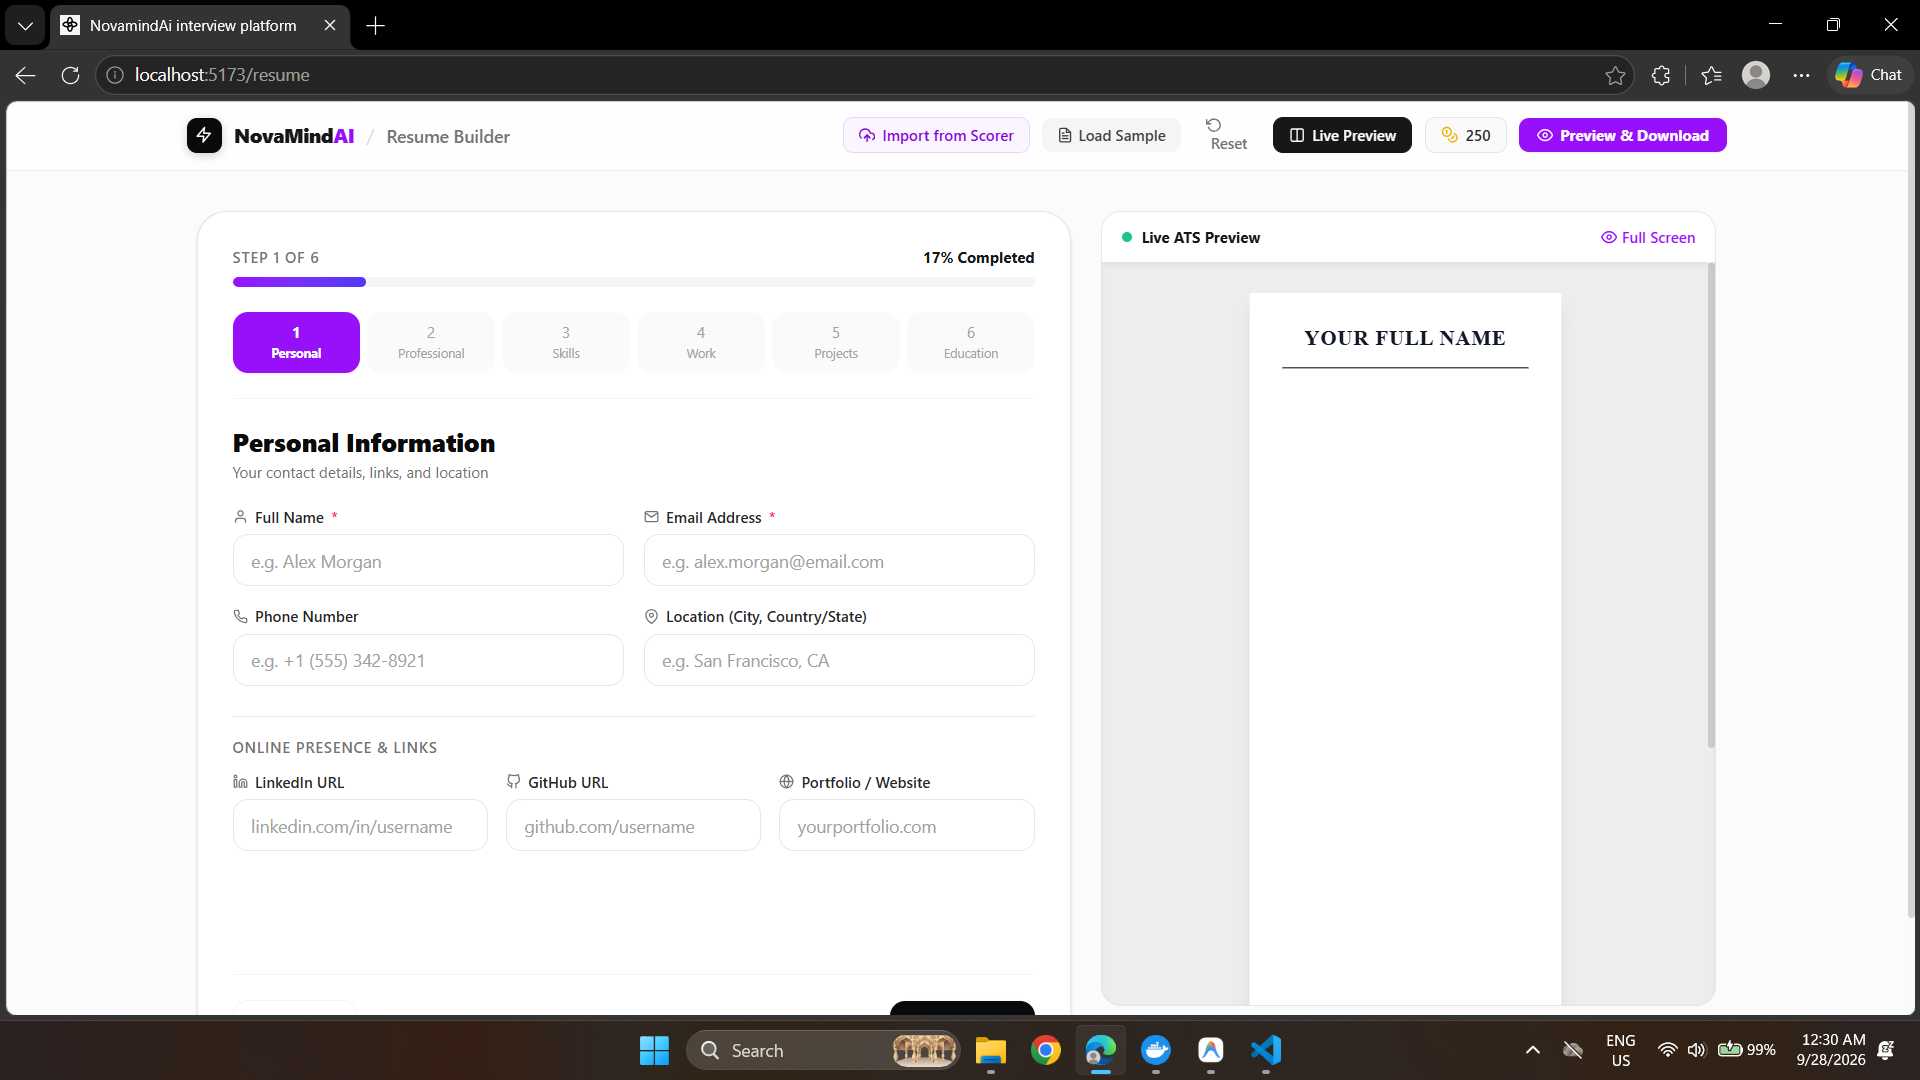 NovamindAi interview platform
localhost:5173/resume
Chat
NovaMindAI / Resume Builder
Import from Scorer
Load Sample
Reset
Live Preview
250
Preview & Download
STEP 1 OF 6
17% Completed
1
Personal
2
Professional
3
Skills
4
Work
5
Projects
6
Education
Personal Information
Your contact details, links, and location
Full Name *
Email Address *
e.g. Alex Morgan
e.g. alex.morgan@email.com
Phone Number
Location (City, Country/State)
e.g. +1 (555) 342-8921
e.g. San Francisco, CA
ONLINE PRESENCE & LINKS
LinkedIn URL
GitHub URL
Portfolio / Website
linkedin.com/in/username
github.com/username
yourportfolio.com
Live ATS Preview
Full Screen
YOUR FULL NAME
Search
ENG
US
99%
12:30 AM
9/28/2026